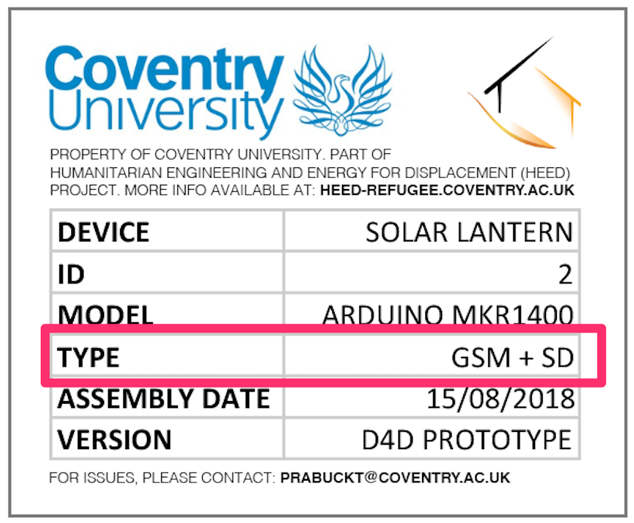 Coventry
University
PROPERTY OF COVENTRY UNIVERSITY. PART OF
HUMANITARIAN ENGINEERING AND ENERGY FOR DISPLACEMENT (HEED)
PROJECT. MORE INFO AVAILABLE AT: HEED-REFUGEE.COVENTRY.AC.UK
DEVICE SOLAR LANTERN
ID 2
MODEL ARDUINO MKR1400
TYPE GSM + SD
ASSEMBLY DATE 15/08/2018
VERSION D4D PROTOTYPE
FOR ISSUES, PLEASE CONTACT: PRABUCKT@COVENTRY.AC.UK